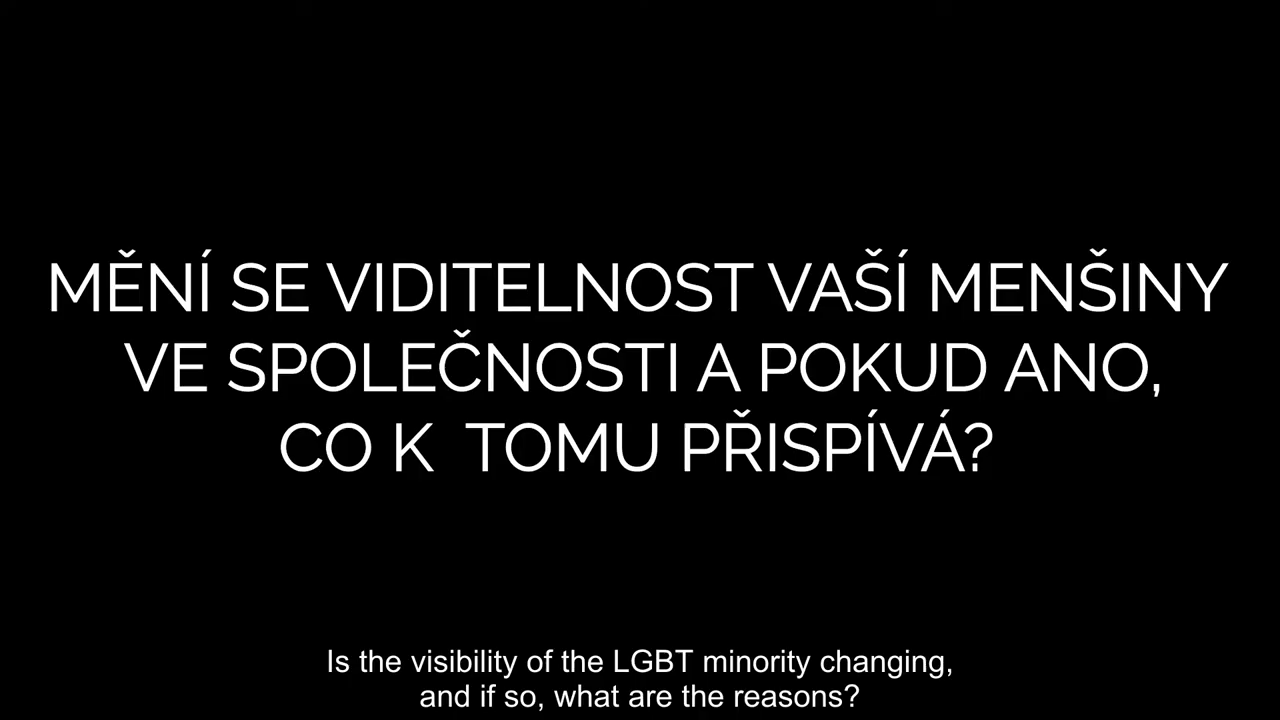 MĚNÍ SE VIDITELNOST VAŠÍ MENŠINY
VE SPOLEČNOSTI A POKUD ANO,
CO K TOMU PŘISPÍVÁ?
Is the visibility of the LGBT minority changing,
and if so, what are the reasons?